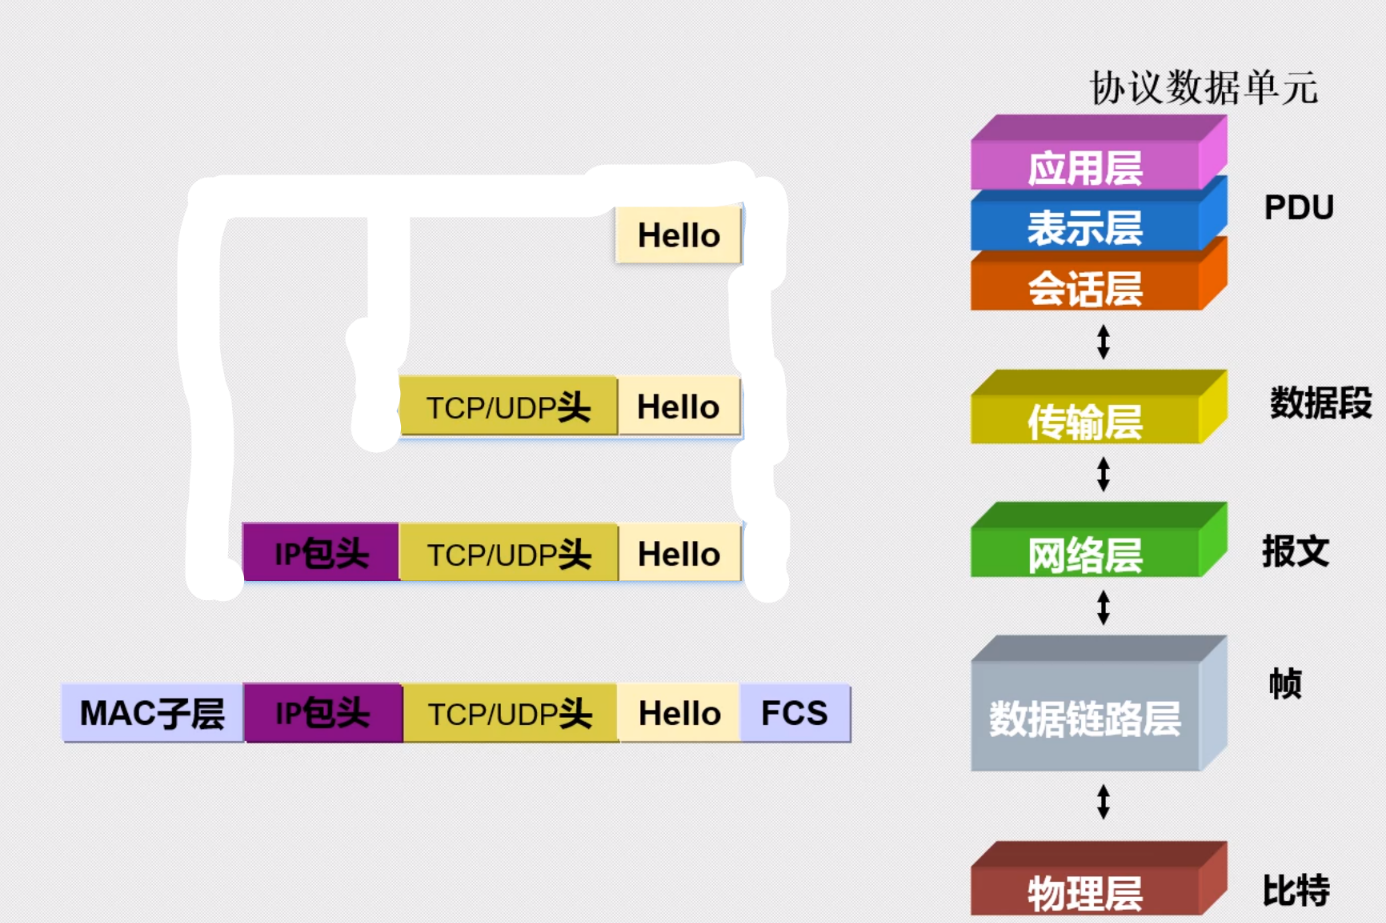 协议数据单元
应用层
表示层
PDU
Hello
会话层
TCP/UDP头 Hello
传输层
数据段
IP包头 TCP/UDP头 Hello
网络层
报文
MAC子层 IP包头 TCP/UDP头 Hello FCS
数据链路层
帧
物理层
比特